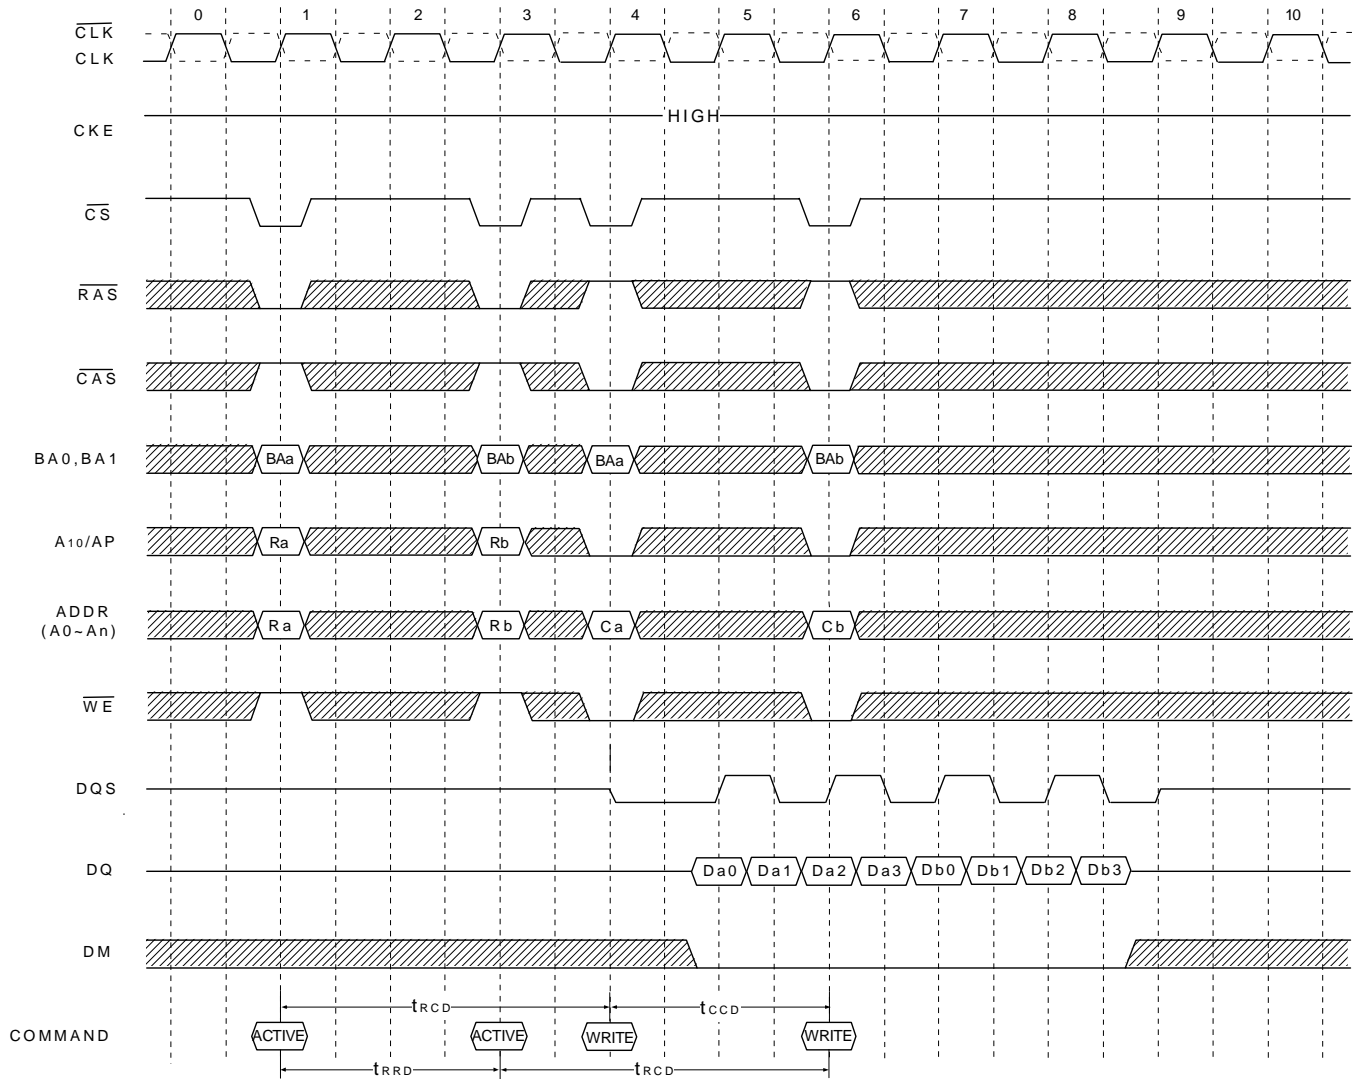 0 1 2 3 4 5 6 7 8 9 10
CLK
CLK
HIGH
CKE
CS
RAS
CAS
BA0,BA1 BAa BAb BAa BAb
A10/AP Ra Rb
ADDR
(A0~An) Ra Rb Ca Cb
WE
DQS
DQ Da0 Da1 Da2 Da3 Db0 Db1 Db2 Db3
DM
tRCD tCCD
COMMAND ACTIVE ACTIVE WRITE WRITE
tRRD tRCD